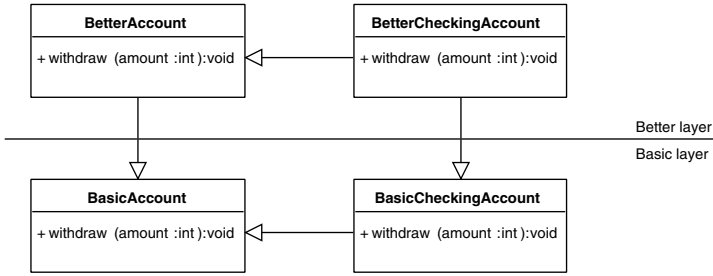 BetterAccount
+ withdraw (amount :int):void
BetterCheckingAccount
+ withdraw (amount :int):void
Better layer
Basic layer
BasicAccount
+ withdraw (amount :int):void
BasicCheckingAccount
+ withdraw (amount :int):void